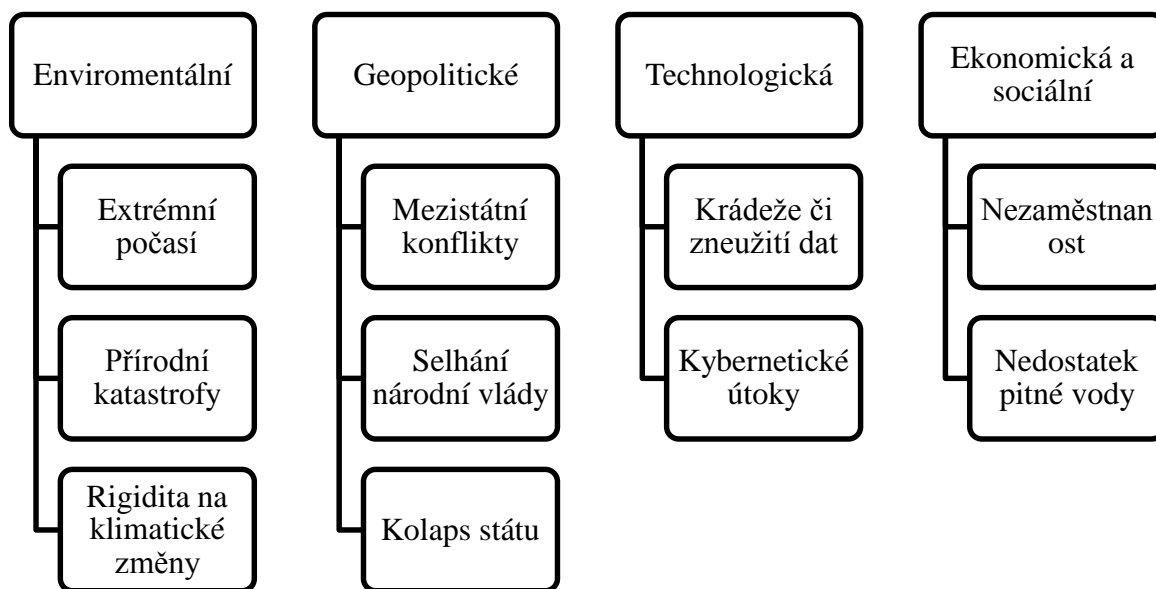 Enviromentální
Extrémní
počasí
Přírodní
katastrofy
Rigidita na
klimatické
změny
Geopolitické
Mezistátní
konflikty
Selhání
národní vlády
Kolaps státu
Technologická
Krádeže či
zneužití dat
Kybernetické
útoky
Ekonomická a
sociální
Nezaměstnan
ost
Nedostatek
pitné vody